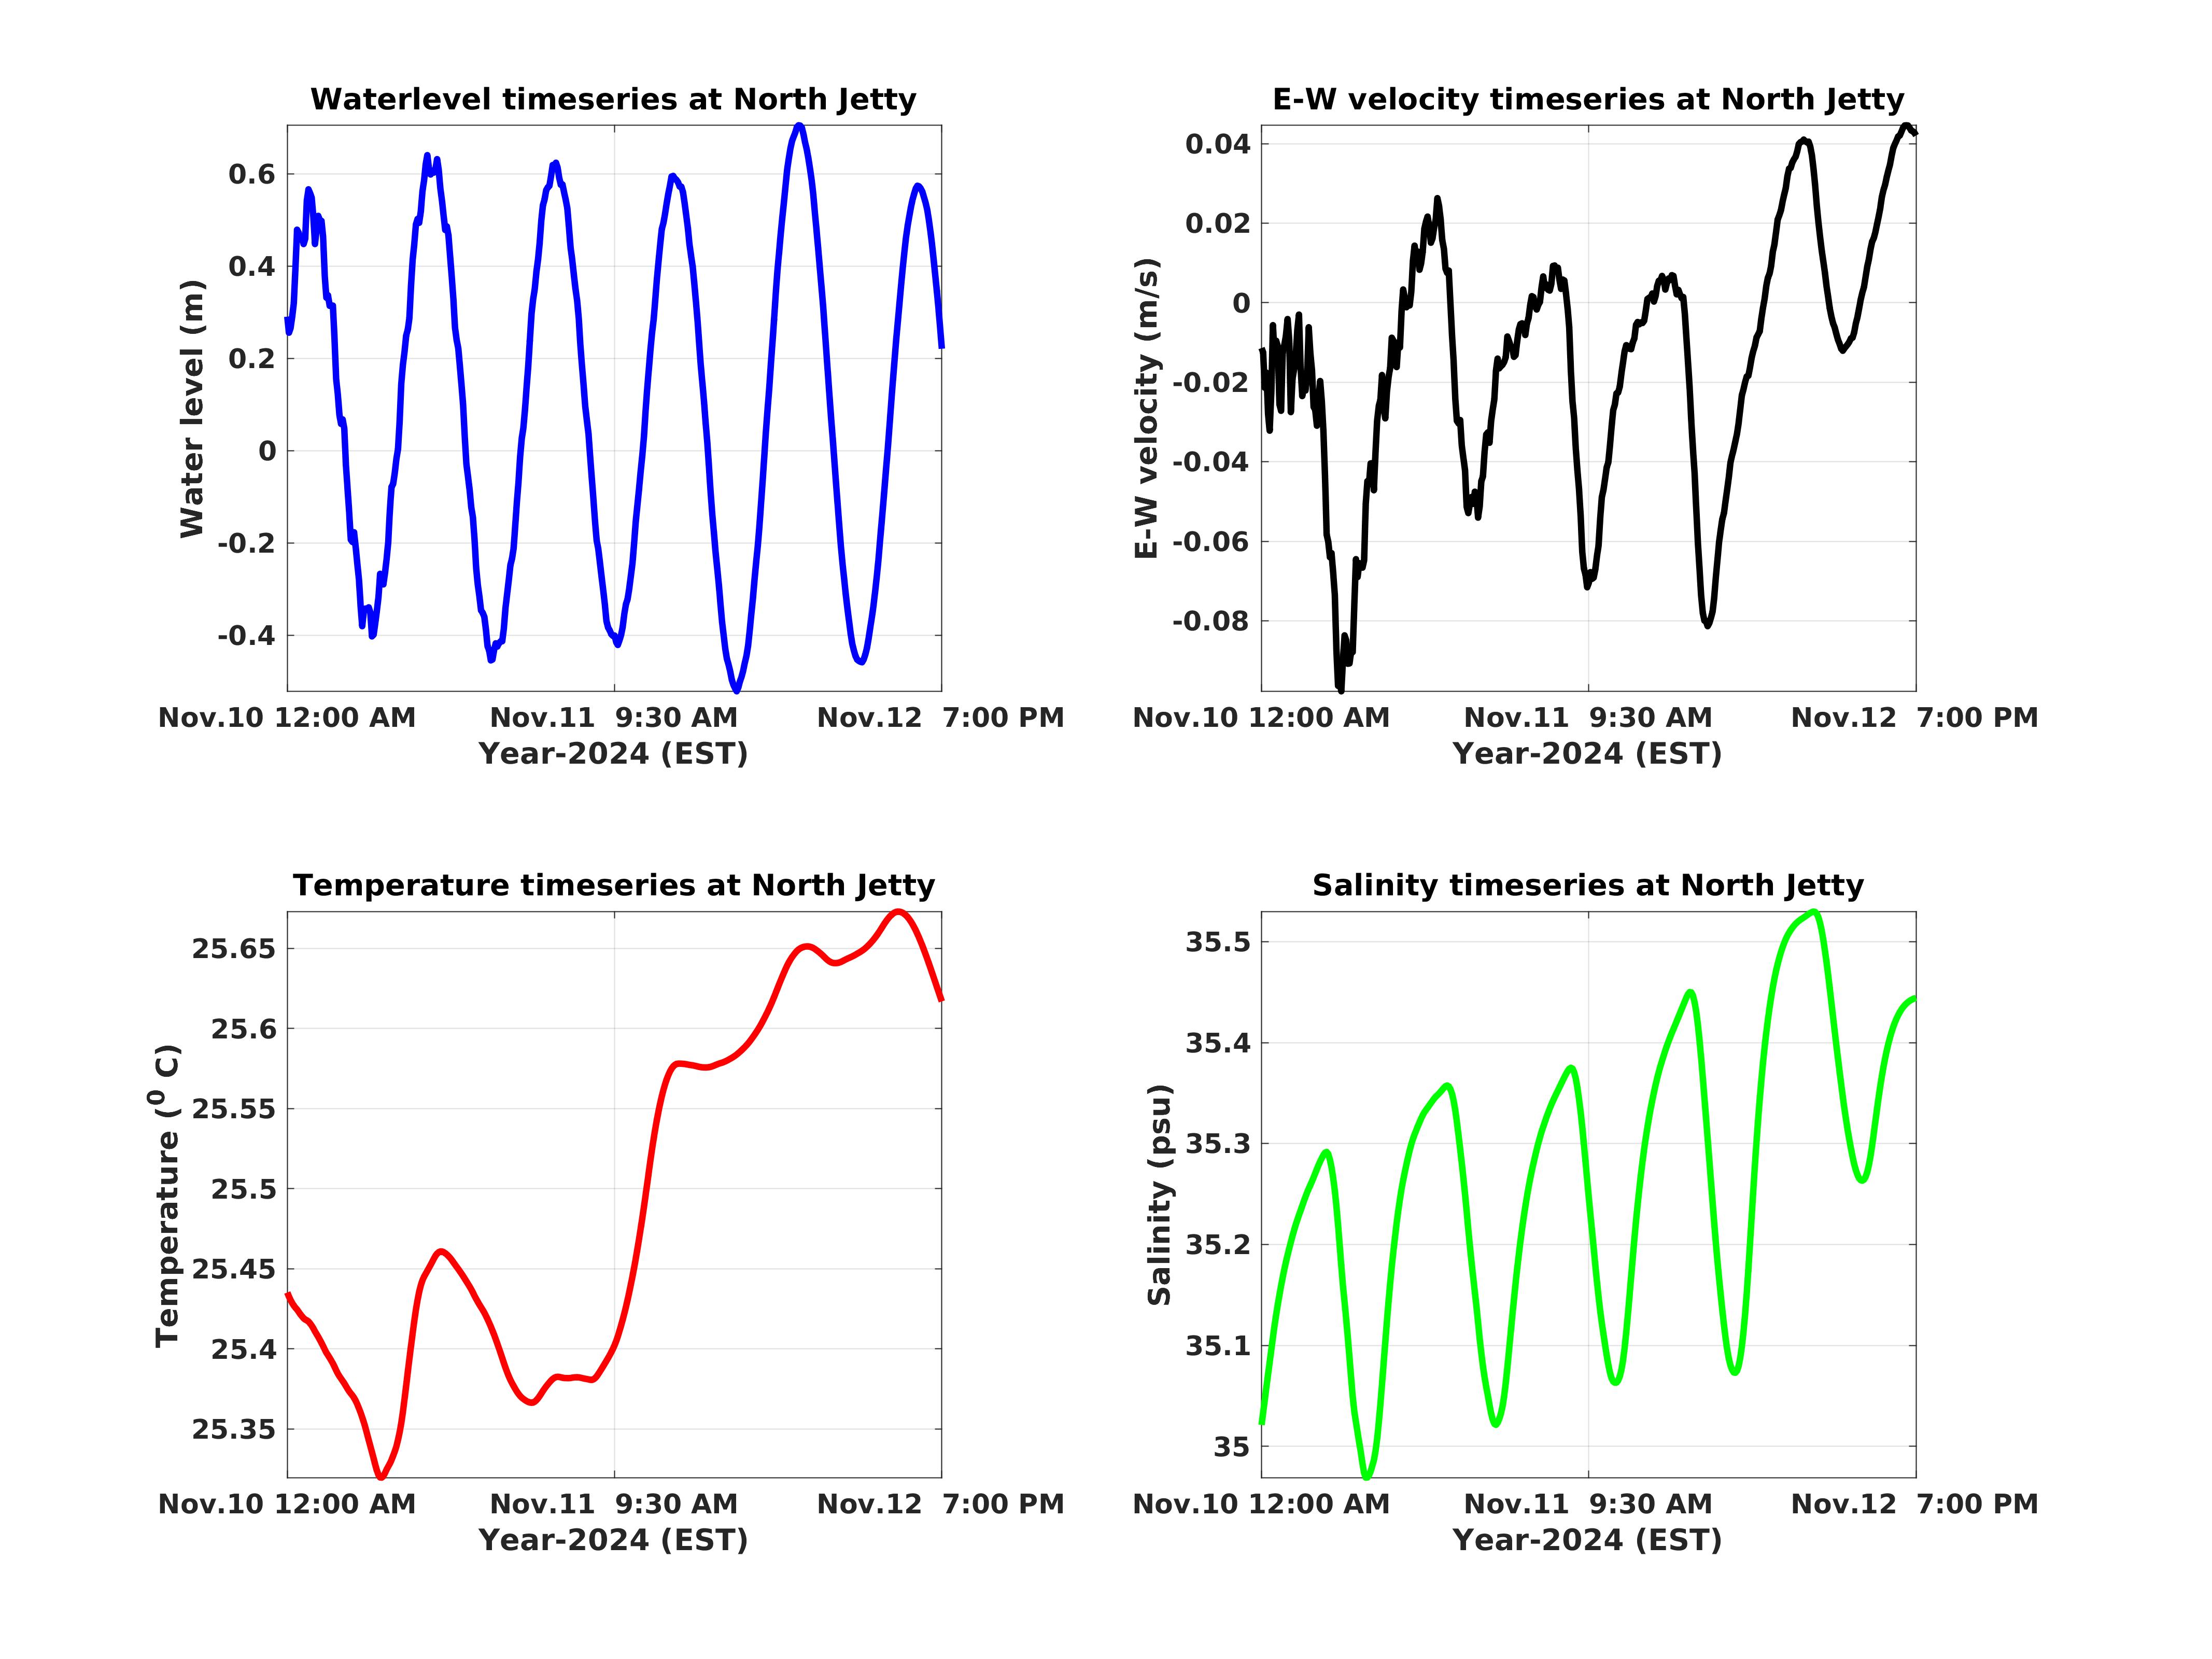 Waterlevel timeseries at North Jetty
0.6
0.4
0.2
0
-0.2
-0.4
Water level (m)
Nov.10 12:00 AM Nov.11 9:30 AM Nov.12 7:00 PM
Year-2024 (EST)
E-W velocity timeseries at North Jetty
0.04
0.02
0
-0.02
-0.04
-0.06
-0.08
E-W velocity (m/s)
Nov.10 12:00 AM Nov.11 9:30 AM Nov.12 7:00 PM
Year-2024 (EST)
Temperature timeseries at North Jetty
25.65
25.6
25.55
25.5
25.45
25.4
25.35
Temperature (⁰ C)
Nov.10 12:00 AM Nov.11 9:30 AM Nov.12 7:00 PM
Year-2024 (EST)
Salinity timeseries at North Jetty
35.5
35.4
35.3
35.2
35.1
35
Salinity (psu)
Nov.10 12:00 AM Nov.11 9:30 AM Nov.12 7:00 PM
Year-2024 (EST)